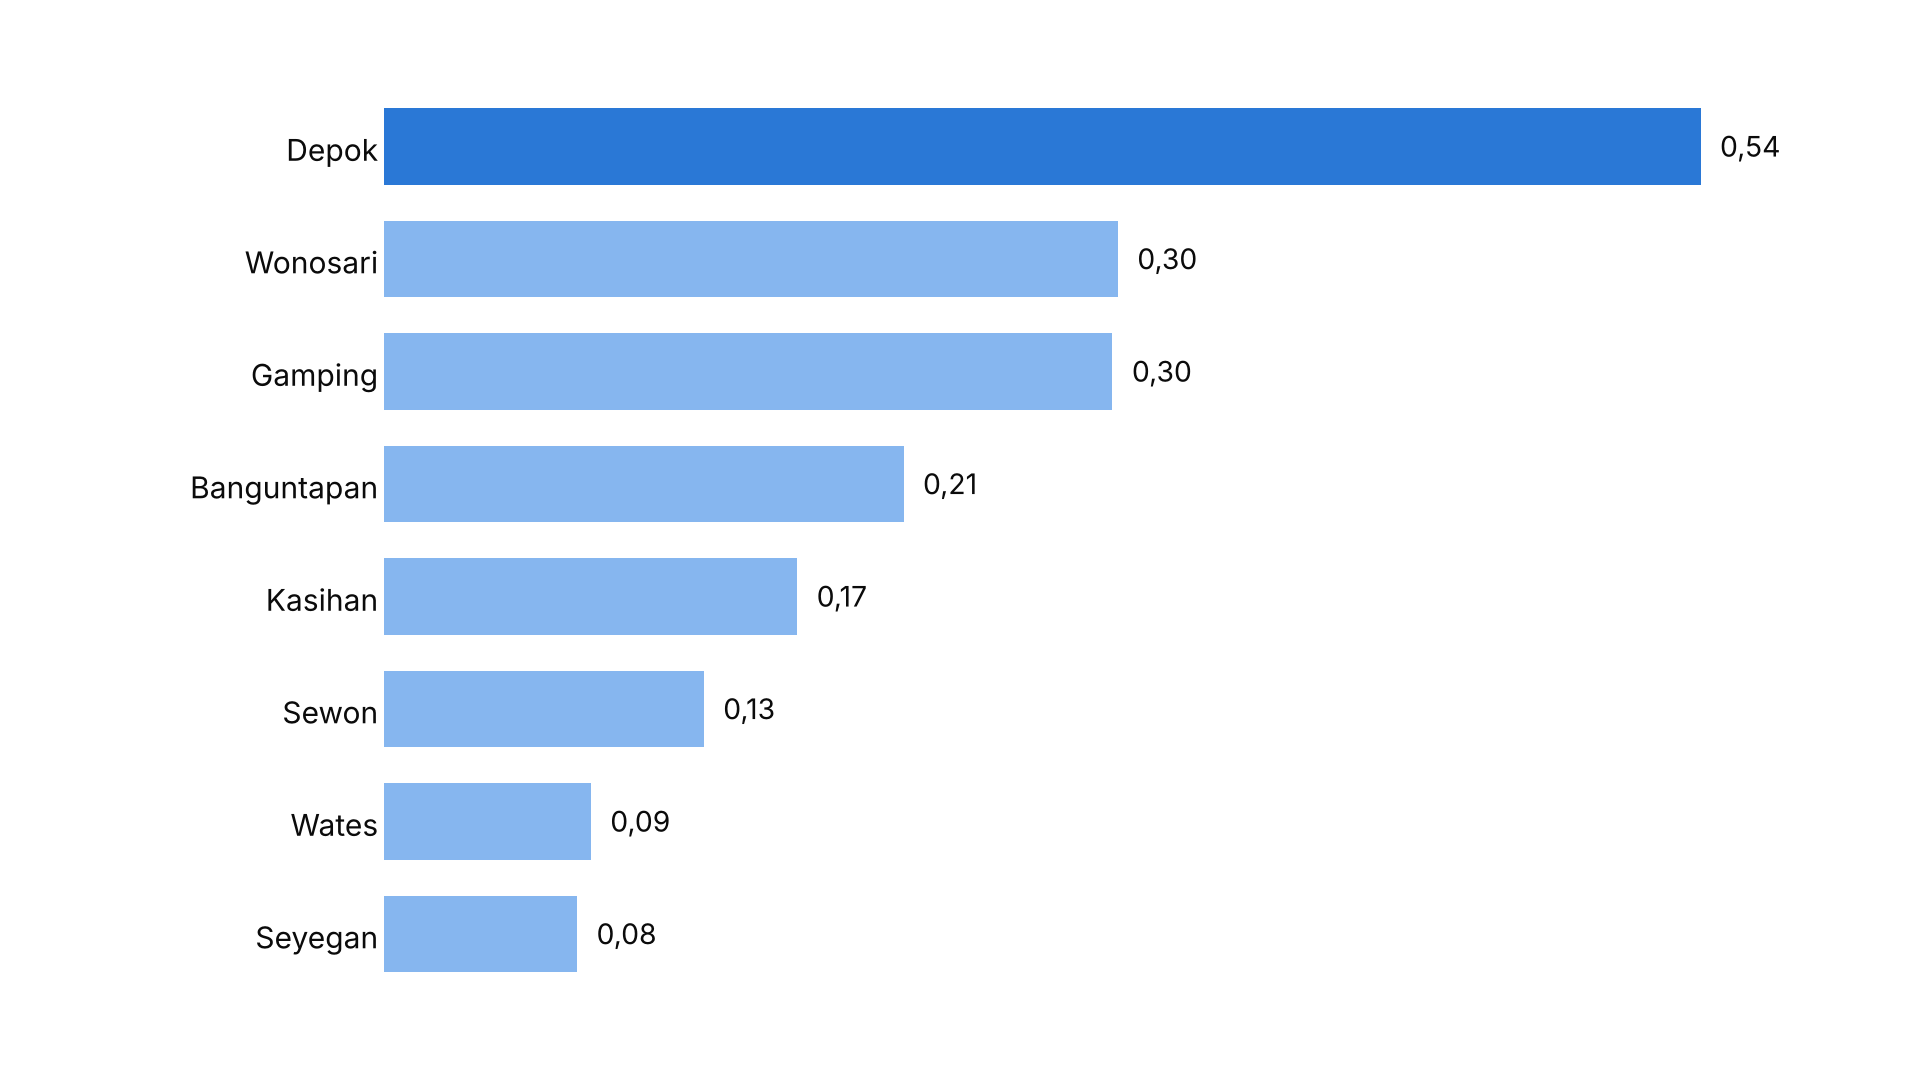 Depok 0,54
Wonosari 0,30
Gamping 0,30
Banguntapan 0,21
Kasihan 0,17
Sewon 0,13
Wates 0,09
Seyegan 0,08